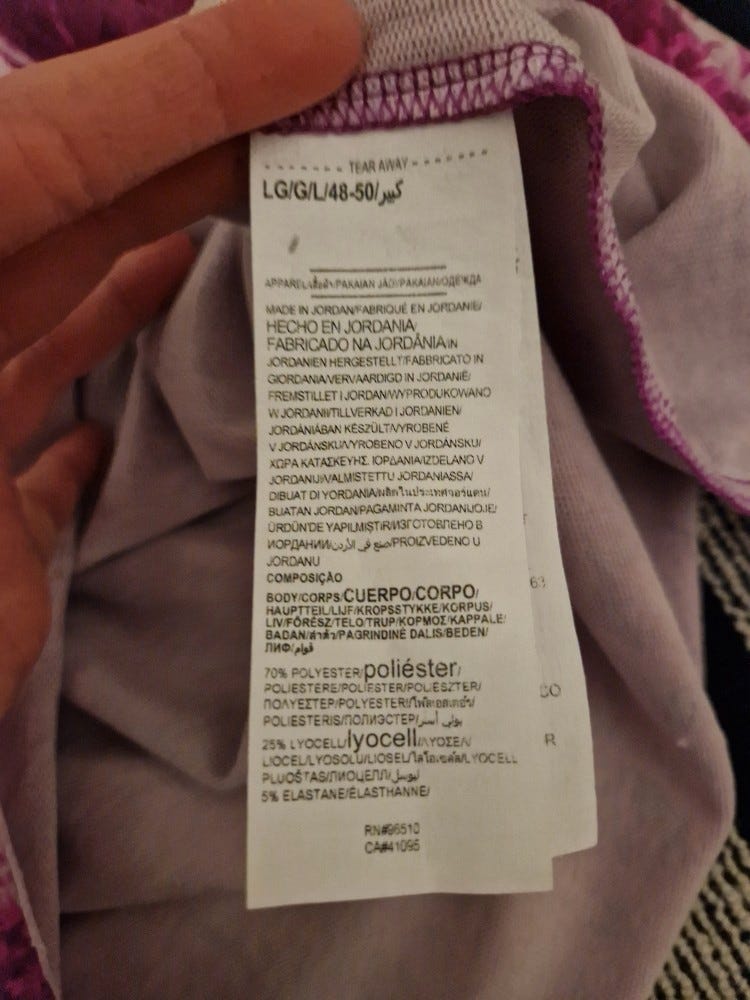 - - - - - - - TEAR AWAY - - - - - - -
LG/G/L/48-50/كبير
APPAREL/เสื้อผ้า/PAKAIAN JADI/PAKAIAN/ОДЕЖДА
MADE IN JORDAN/FABRIQUÉ EN JORDANIE/
HECHO EN JORDANIA/
FABRICADO NA JORDÂNIA/IN
JORDANIEN HERGESTELLT/FABBRICATO IN
GIORDANIA/VERVAARDIGD IN JORDANIË/
FREMSTILLET I JORDAN/WYPRODUKOWANO
W JORDANII/TILLVERKAD I JORDANIEN/
JORDÁNIÁBAN KÉSZÜLT/VYROBENÉ
V JORDÁNSKU/VYROBENO V JORDÁNSKU/
ΧΩΡΑ ΚΑΤΑΣΚΕΥΗΣ ΙΟΡΔΑΝΙΑ/IZDELANO V
JORDANIJI/VALMISTETTU JORDANIASSA/
DIBUAT DI YORDANIA/ผลิตในประเทศจอร์แดน/
BUATAN JORDAN/PAGAMINTA JORDANIJOJE/
ÜRDÜN'DE YAPILMIŞTIR/ИЗГОТОВЛЕНО В
ИОРДАНИИ/صنع في الأردن/PROIZVEDENO U
JORDANU
COMPOSIÇÃO
BODY/CORPS/CUERPO/CORPO/
HAUPTTEIL/LIJF/KROPSSTYKKE/KORPUS/
LIV/FŐRÉSZ/TELO/TRUP/ΚΟΡΜΟΣ/KAPPALE/
BADAN/ลำตัว/PAGRINDINĖ DALIS/BEDEN/
ЛИФ/قوام
70% POLYESTER/poliéster/
POLIESTERE/POLIESTER/POLIÉSZTER/
ΠΟΛΥΕΣΤΕΡ/POLYESTERI/โพลีเอสเตอร์/
POLIESTERIS/ПОЛИЭСТЕР/بولي أستر
25% LYOCELL/lyocell/ΛΥΟΣΕΛ/
LIOCEL/LYOSOLU/LIOSEL/ไลโอเซลล์/LYOCELL
PLUOŠTAS/ЛИОЦЕЛЛ/ليوسل/
5% ELASTANE/ÉLASTHANNE/
RN#96510
CA#41095
63
CO
R